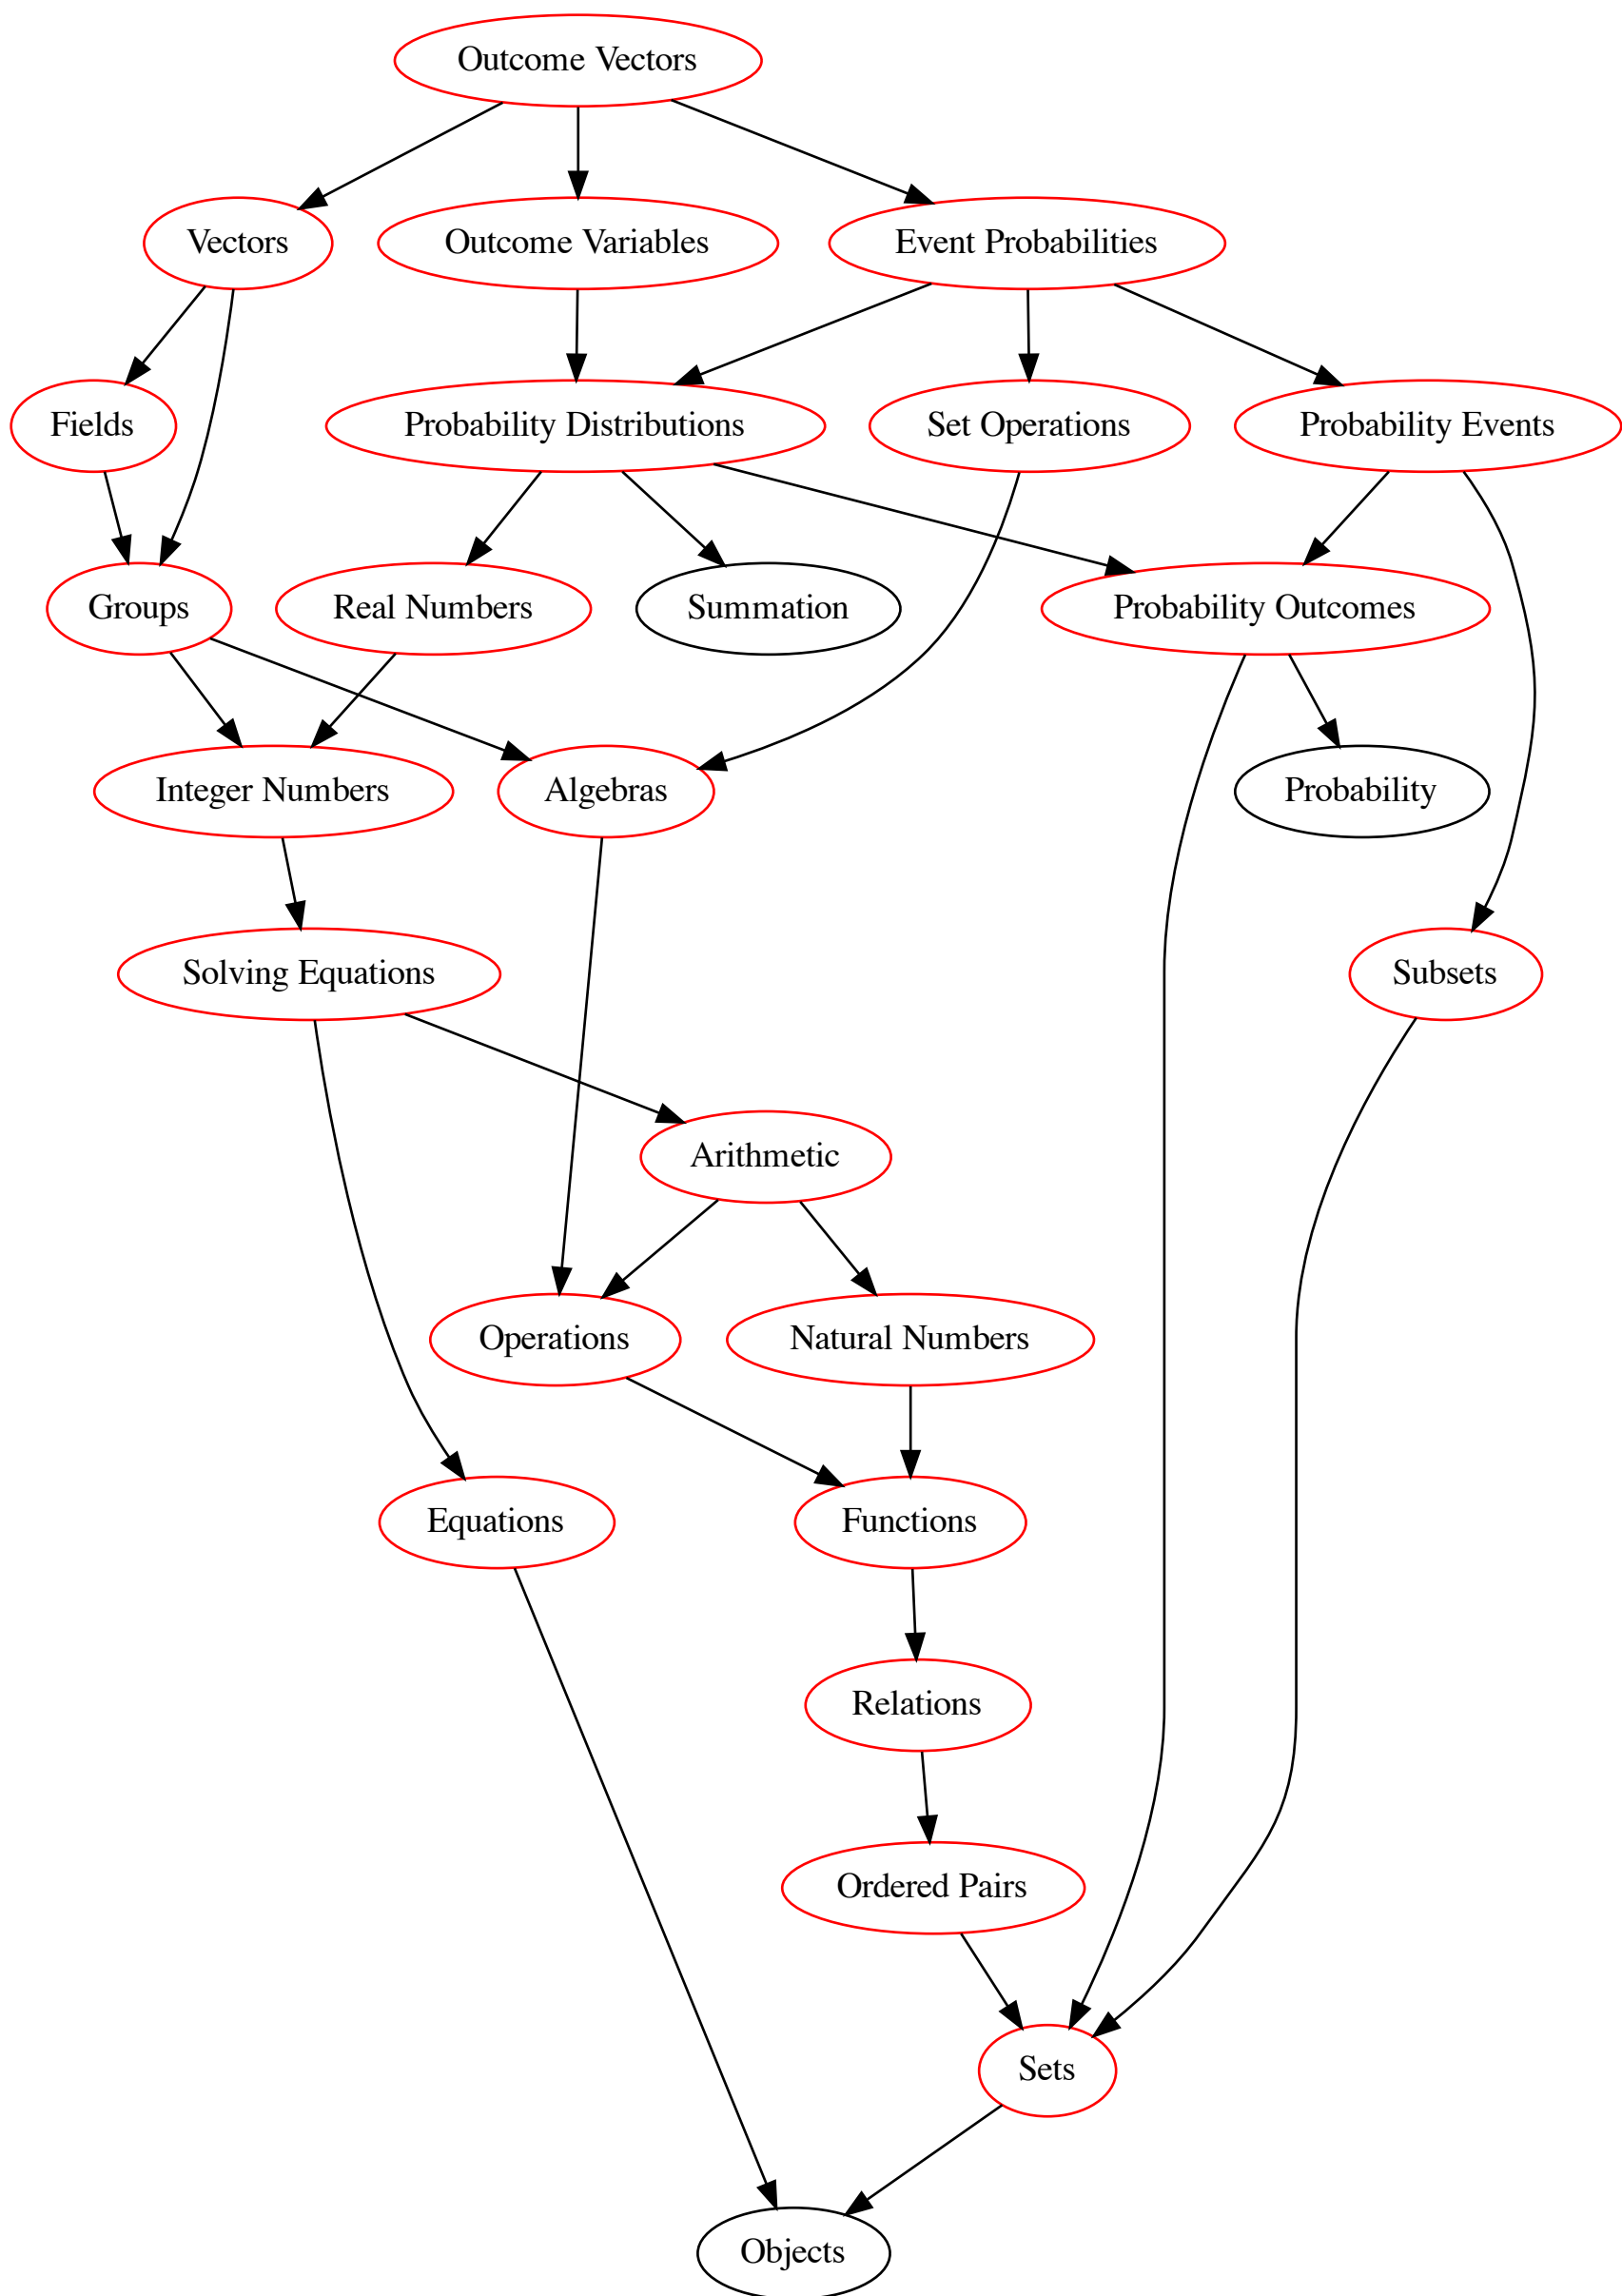 Outcome Vectors
Vectors
Outcome Variables
Event Probabilities
Fields
Probability Distributions
Set Operations
Probability Events
Groups
Real Numbers
Summation
Probability Outcomes
Integer Numbers
Algebras
Probability
Solving Equations
Subsets
Arithmetic
Operations
Natural Numbers
Equations
Functions
Relations
Ordered Pairs
Sets
Objects